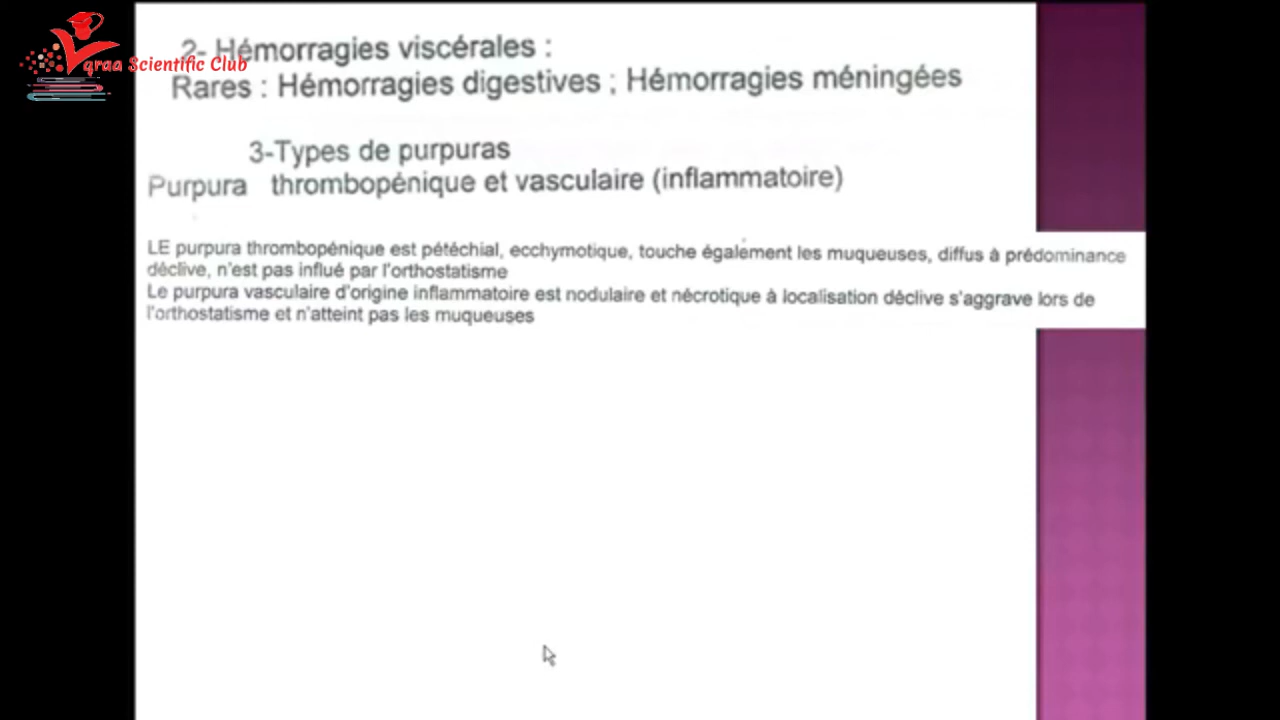 2- Hémorragies viscérales :
qraa Scientific Club
Rares : Hémorragies digestives ; Hémorragies méningées
3-Types de purpuras
Purpura thrombopénique et vasculaire (inflammatoire)
LE purpura thrombopénique est pétéchial, ecchymotique, touche également les muqueuses, diffus à prédominance
déclive, n'est pas influé par l'orthostatisme
Le purpura vasculaire d'origine inflammatoire est nodulaire et nécrotique à localisation déclive s'aggrave lors de
l'orthostatisme et n'atteint pas les muqueuses